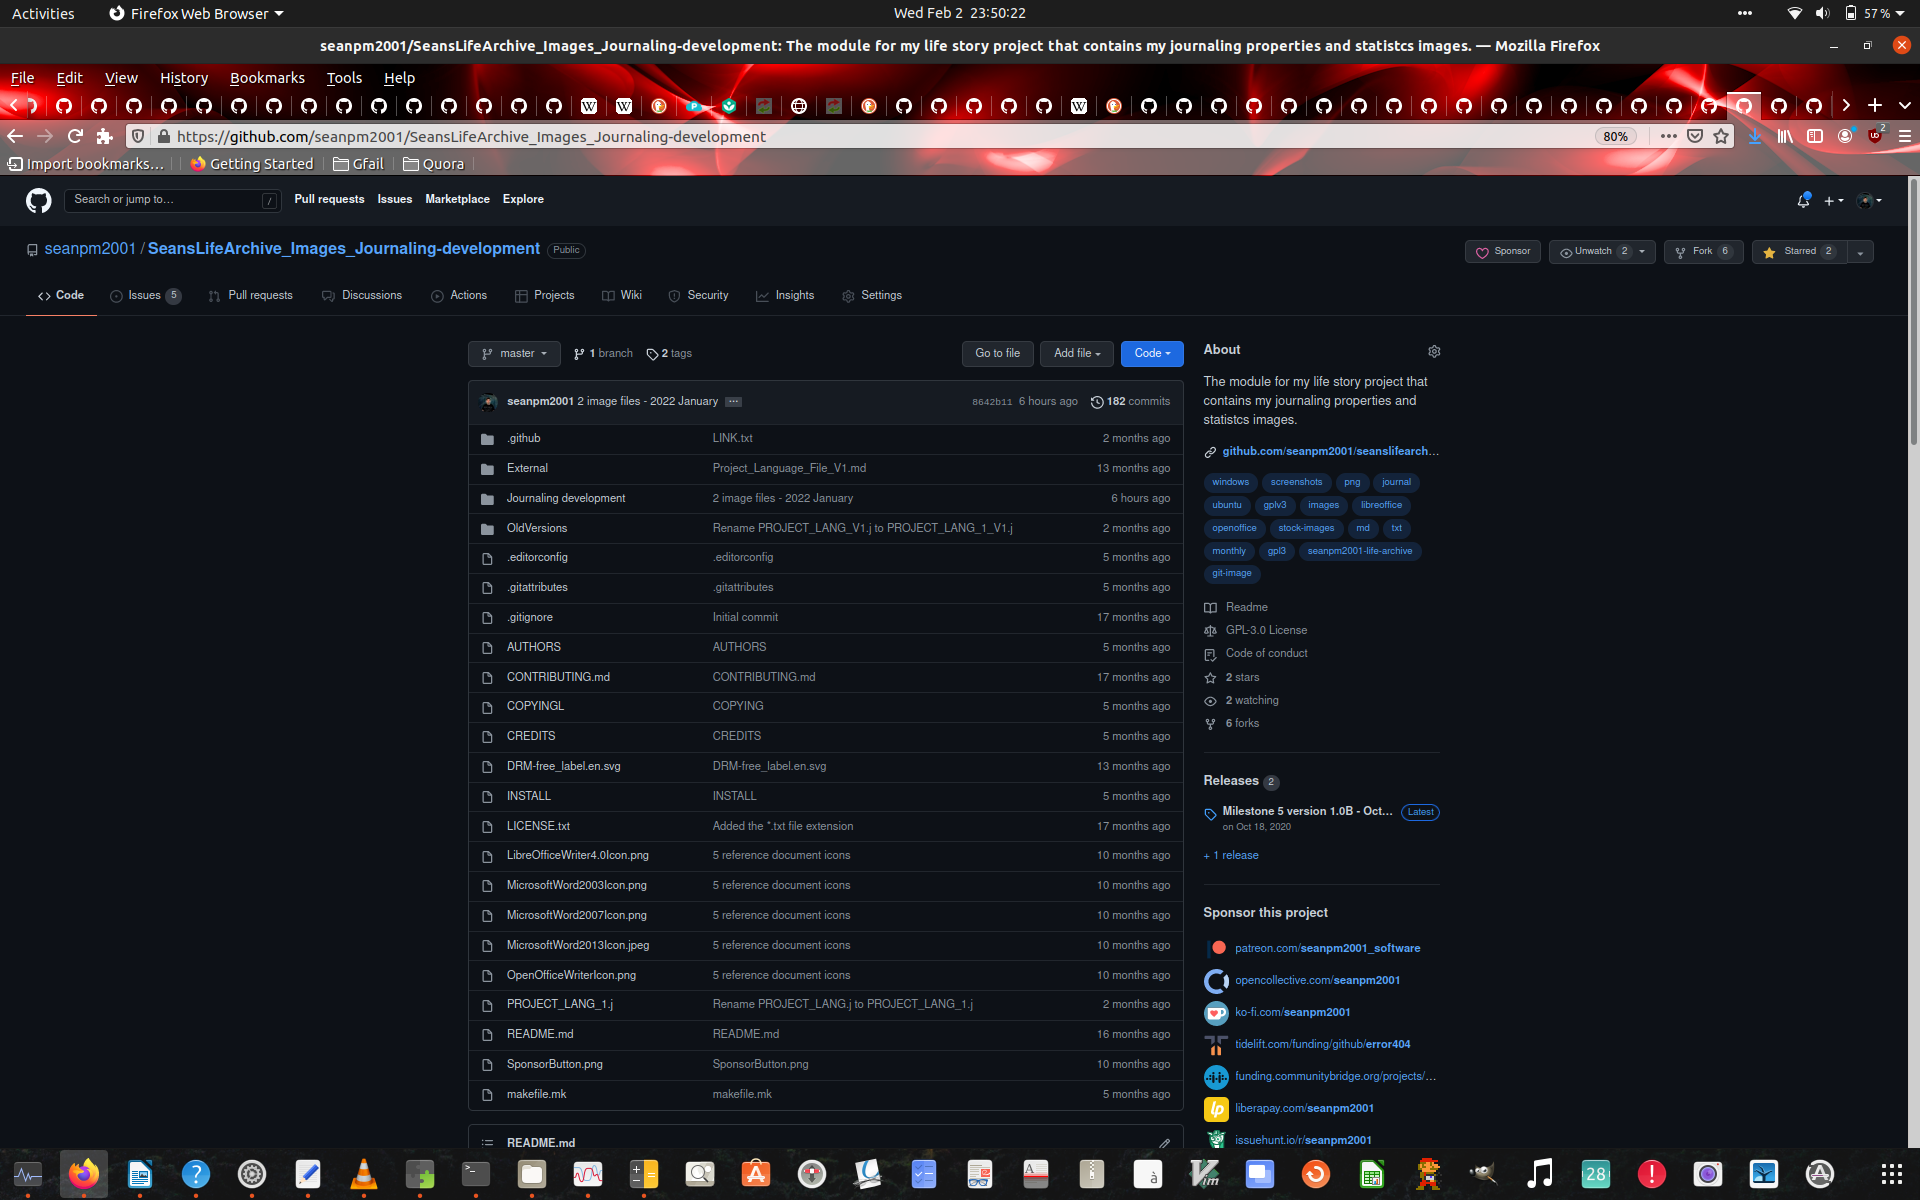 Activities Firefox Web Browser Wed Feb 2 23:50:22 57 %
seanpm2001/SeansLifeArchive_Images_Journaling-development: The module for my life story project that contains my journaling properties and statistcs images. — Mozilla Firefox
File Edit View History Bookmarks Tools Help
https://github.com/seanpm2001/SeansLifeArchive_Images_Journaling-development 80% 2
Import bookmarks... Getting Started Gfail Quora
Search or jump to... / Pull requests Issues Marketplace Explore
seanpm2001 / SeansLifeArchive_Images_Journaling-development Public Sponsor Unwatch 2 Fork 6 Starred 2
Code Issues 5 Pull requests Discussions Actions Projects Wiki Security Insights Settings
master 1 branch 2 tags Go to file Add file Code
seanpm2001 2 image files - 2022 January ... 8642b11 6 hours ago 182 commits
.github LINK.txt 2 months ago
External Project_Language_File_V1.md 13 months ago
Journaling development 2 image files - 2022 January 6 hours ago
OldVersions Rename PROJECT_LANG_V1.j to PROJECT_LANG_1_V1.j 2 months ago
.editorconfig .editorconfig 5 months ago
.gitattributes .gitattributes 5 months ago
.gitignore Initial commit 17 months ago
AUTHORS AUTHORS 5 months ago
CONTRIBUTING.md CONTRIBUTING.md 17 months ago
COPYINGL COPYING 5 months ago
CREDITS CREDITS 5 months ago
DRM-free_label.en.svg DRM-free_label.en.svg 13 months ago
INSTALL INSTALL 5 months ago
LICENSE.txt Added the *.txt file extension 17 months ago
LibreOfficeWriter4.0Icon.png 5 reference document icons 10 months ago
MicrosoftWord2003Icon.png 5 reference document icons 10 months ago
MicrosoftWord2007Icon.png 5 reference document icons 10 months ago
MicrosoftWord2013Icon.jpeg 5 reference document icons 10 months ago
OpenOfficeWriterIcon.png 5 reference document icons 10 months ago
PROJECT_LANG_1.j Rename PROJECT_LANG.j to PROJECT_LANG_1.j 2 months ago
README.md README.md 16 months ago
SponsorButton.png SponsorButton.png 10 months ago
makefile.mk makefile.mk 5 months ago
README.md
About
The module for my life story project that
contains my journaling properties and
statistcs images.
github.com/seanpm2001/seanslifearch...
windows screenshots png journal
ubuntu gplv3 images libreoffice
openoffice stock-images md txt
monthly gpl3 seanpm2001-life-archive
git-image
Readme
GPL-3.0 License
Code of conduct
2 stars
2 watching
6 forks
Releases 2
Milestone 5 version 1.0B - Oct... Latest
on Oct 18, 2020
+ 1 release
Sponsor this project
patreon.com/seanpm2001_software
opencollective.com/seanpm2001
ko-fi.com/seanpm2001
tidelift.com/funding/github/error404
funding.communitybridge.org/projects/...
lp liberapay.com/seanpm2001
issuehunt.io/r/seanpm2001
28